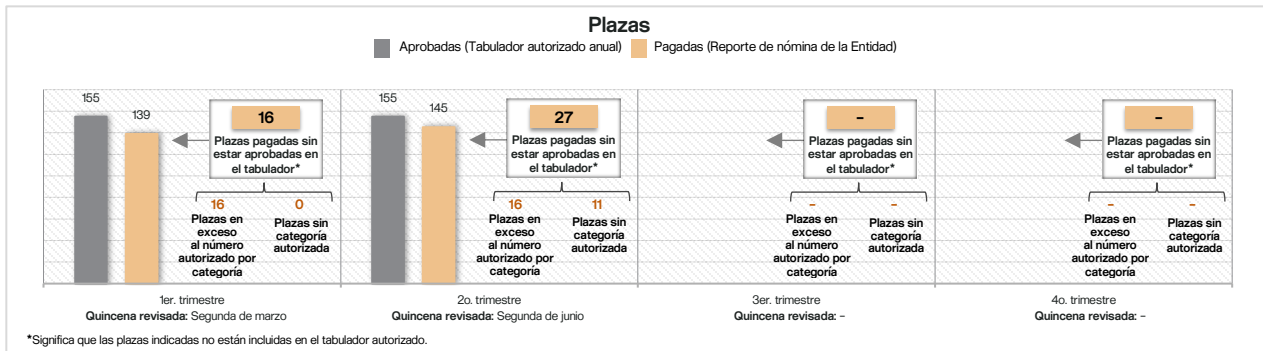 Plazas
Aprobadas (Tabulador autorizado anual)
Pagadas (Reporte de nómina de la Entidad)
155
139
16
Plazas pagadas sin
estar aprobadas en
el tabulador*
16
0
Plazas en
exceso
al número
autorizado por
categoría
Plazas sin
categoría
autorizada
1er. trimestre
Quincena revisada: Segunda de marzo
155
145
27
Plazas pagadas sin
estar aprobadas en
el tabulador*
16
11
Plazas en
exceso
al número
autorizado por
categoría
Plazas sin
categoría
autorizada
2o. trimestre
Quincena revisada: Segunda de junio
-
Plazas pagadas sin
estar aprobadas en
el tabulador*
-
-
Plazas en
exceso
al número
autorizado por
categoría
Plazas sin
categoría
autorizada
3er. trimestre
Quincena revisada: -
-
Plazas pagadas sin
estar aprobadas en
el tabulador*
-
-
Plazas en
exceso
al número
autorizado por
categoría
Plazas sin
categoría
autorizada
4o. trimestre
Quincena revisada: -
*Significa que las plazas indicadas no están incluidas en el tabulador autorizado.